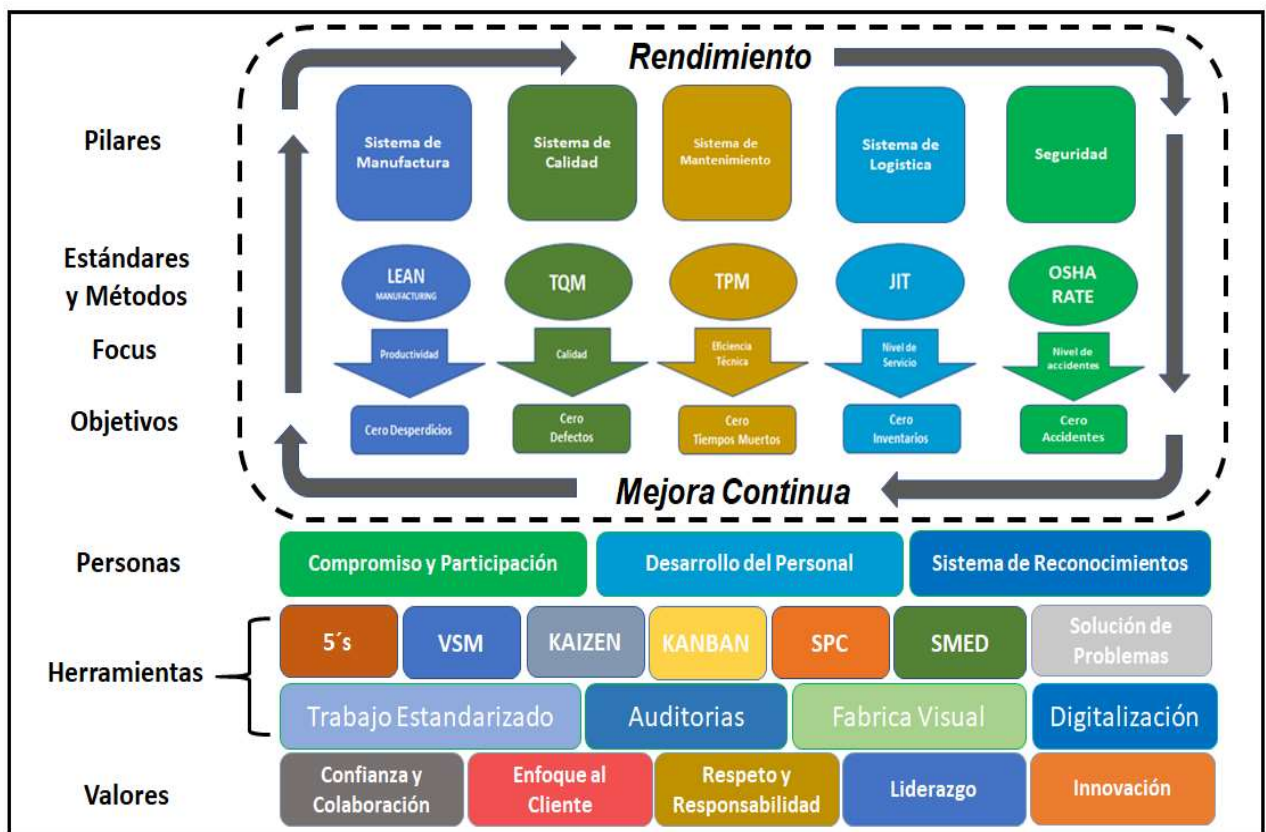 Rendimiento
Pilares
Sistema de
Manufactura
Sistema de
Calidad
Sistema de
Mantenimiento
Sistema de
Logistica
Seguridad
Estándares
y Métodos
LEAN
MANUFACTURING
TQM
TPM
JIT
OSHA
RATE
Focus
Productividad
Calidad
Eficiencia
Técnica
Nivel de
Servicio
Nivel de
accidentes
Objetivos
Cero Desperdicios
Cero
Defectos
Cero
Tiempos Muertos
Cero
Inventarios
Cero
Accidentes
Mejora Continua
Personas
Compromiso y Participación
Desarrollo del Personal
Sistema de Reconocimientos
Herramientas
5´s
VSM
KAIZEN
KANBAN
SPC
SMED
Solución de
Problemas
Trabajo Estandarizado
Auditorias
Fabrica Visual
Digitalización
Valores
Confianza y
Colaboración
Enfoque al
Cliente
Respeto y
Responsabilidad
Liderazgo
Innovación